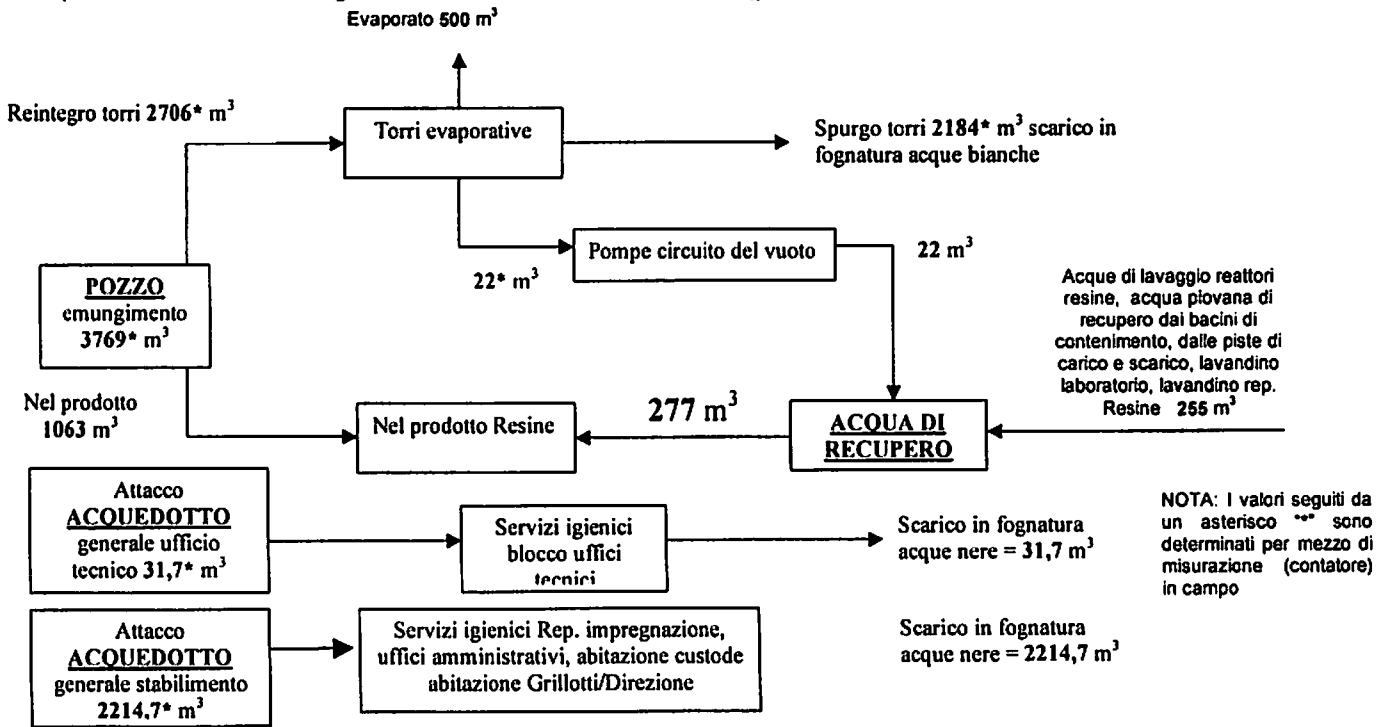 Evaporato 500 m³
Reintegro torri 2706* m³
Torri evaporative
Spurgo torri 2184* m³ scarico in
fognatura acque bianche
Pompe circuito del vuoto
22* m³
22 m³
POZZO
emungimento
3769* m³
Acque di lavaggio reattori
resine, acqua piovana di
recupero dai bacini di
contenimento, dalle piste di
carico e scarico, lavandino
laboratorio, lavandino rep.
Resine 255 m³
Nel prodotto
1063 m³
Nel prodotto Resine
277 m³
ACQUA DI
RECUPERO
Attacco
ACQUEDOTTO
generale ufficio
tecnico 31,7* m³
Servizi igienici
blocco uffici
tecnici
Scarico in fognatura
acque nere = 31,7 m³
NOTA: I valori seguiti da
un asterisco "*" sono
determinati per mezzo di
misurazione (contatore)
in campo
Attacco
ACQUEDOTTO
generale stabilimento
2214,7* m³
Servizi igienici Rep. impregnazione,
uffici amministrativi, abitazione custode
abitazione Grillotti/Direzione
Scarico in fognatura
acque nere = 2214,7 m³